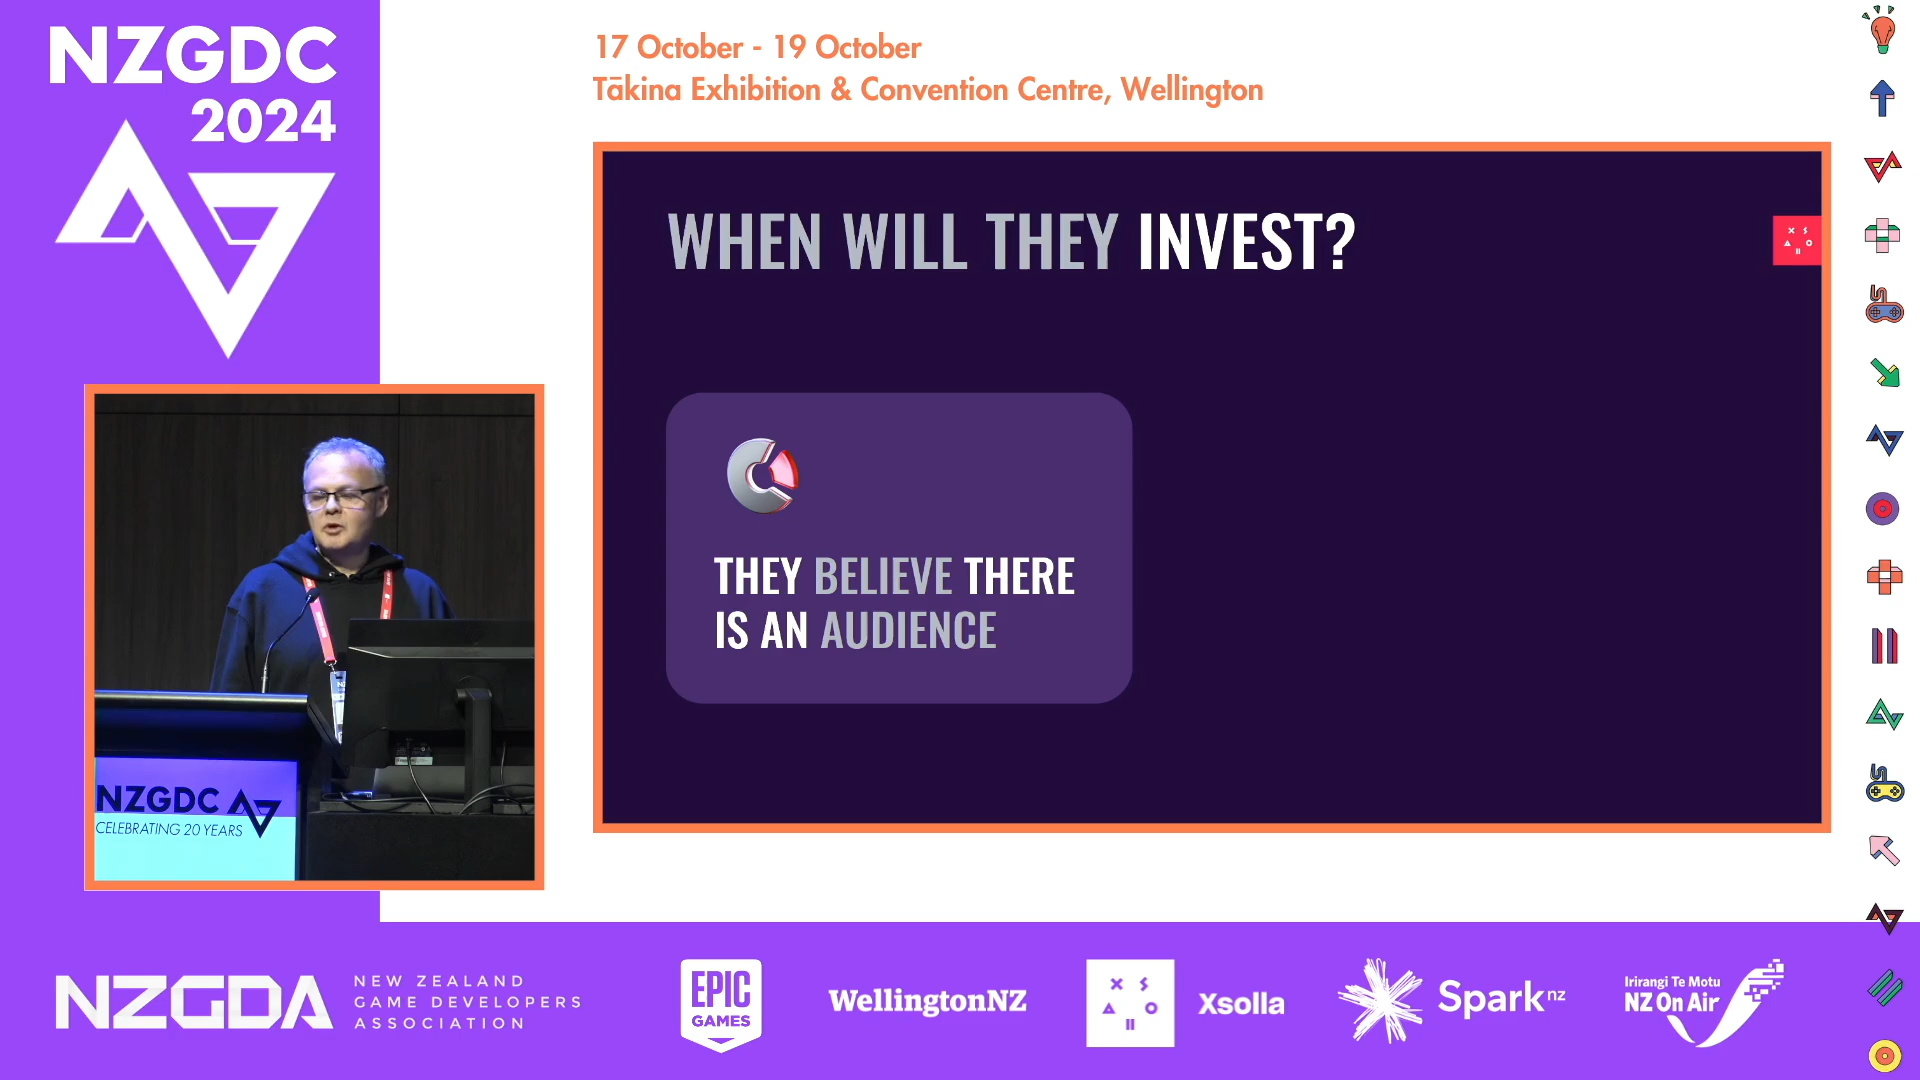 NZGDC
2024
17 October - 19 October
Tākina Exhibition & Convention Centre, Wellington
WHEN WILL THEY INVEST?
THEY BELIEVE THERE
IS AN AUDIENCE
NZGDC
CELEBRATING 20 YEARS
NZGDA
NEW ZEALAND
GAME DEVELOPERS
ASSOCIATION
EPIC
GAMES
WellingtonNZ
Xsolla
Spark nz
Irirangi Te Motu
NZ On Air